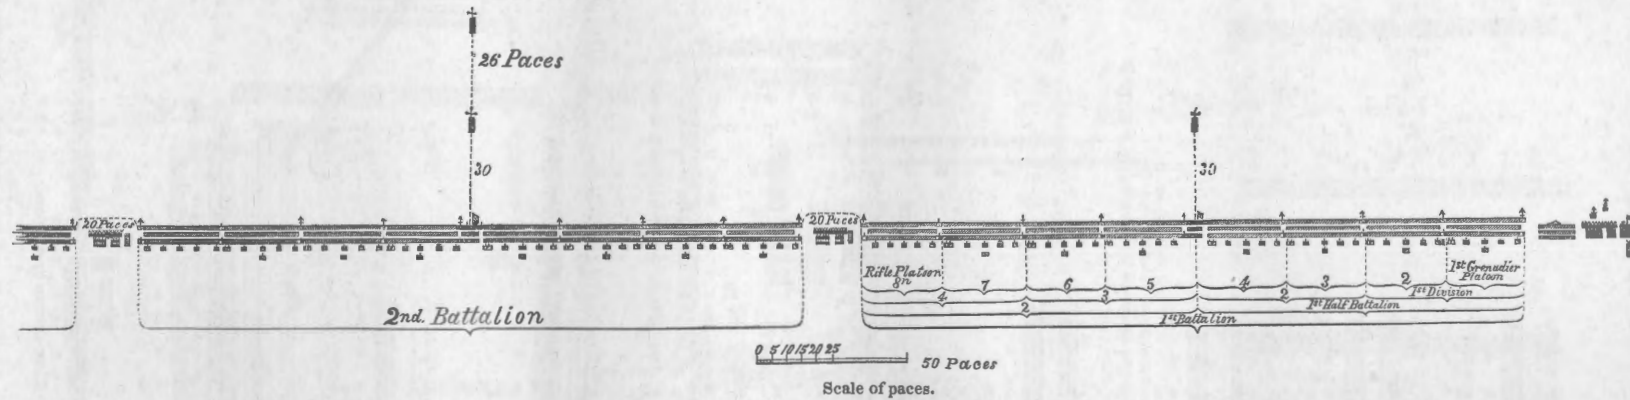 26 Paces
30
30
20 Paces
20 Paces
Rifle Platoon
8th
7
6
5
4
3
2
1st Grenadier
Platoon
4
3
2
1st Division
2
1st Half Battalion
2nd Battalion
1st Battalion
0 5 10 15 20 25
50 Paces
Scale of paces.